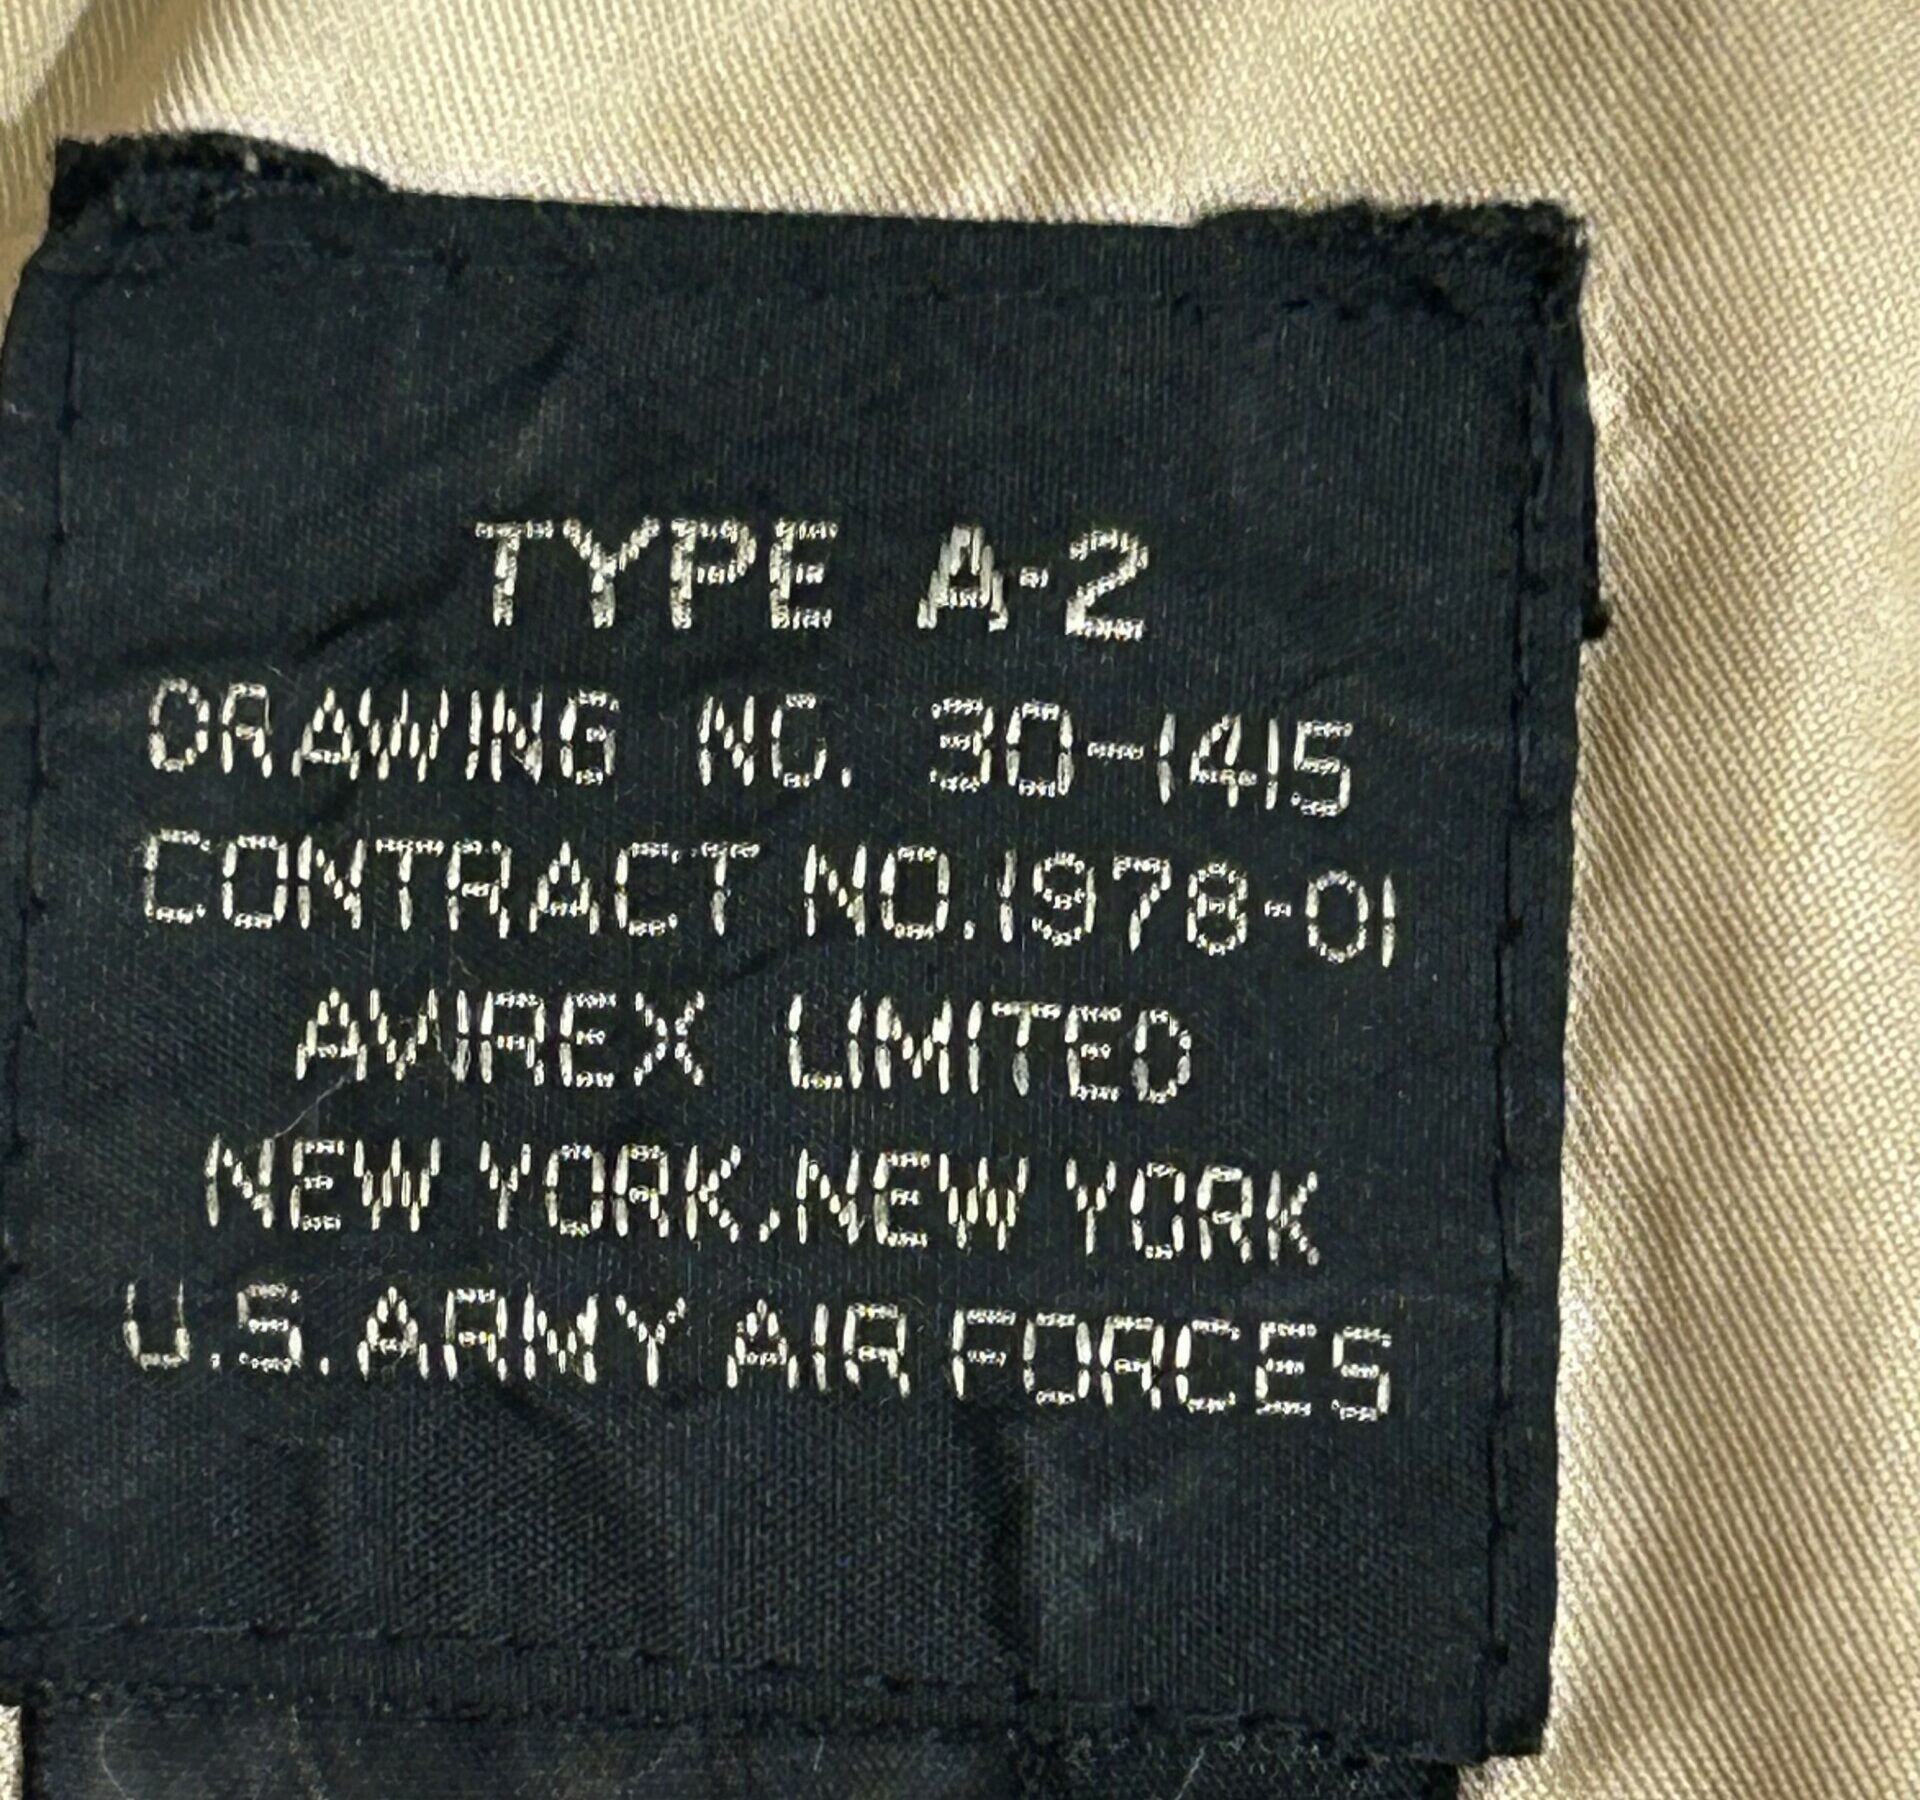 TYPE A-2
DRAWING NO. 30-1415
CONTRACT NO.1978-01
AVIREX LIMITED
NEW YORK, NEW YORK
U.S. ARMY AIR FORCES